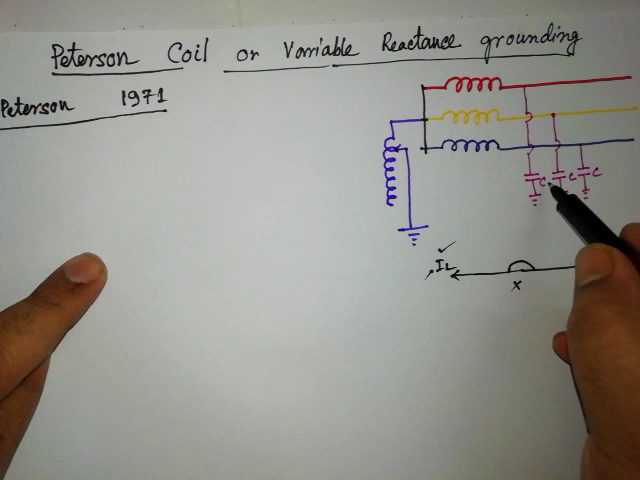 Peterson Coil or Variable Reactance grounding
Peterson 1971
C C C
IL
x